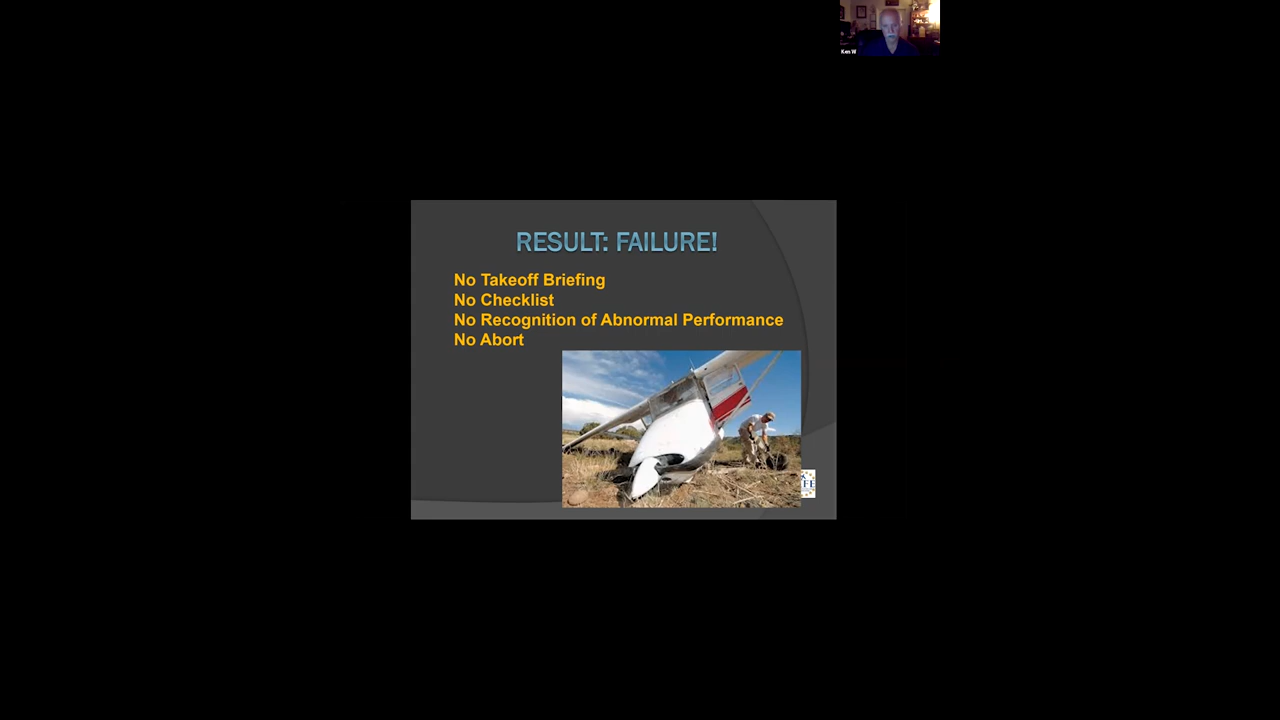 Ken W
RESULT: FAILURE!
No Takeoff Briefing
No Checklist
No Recognition of Abnormal Performance
No Abort